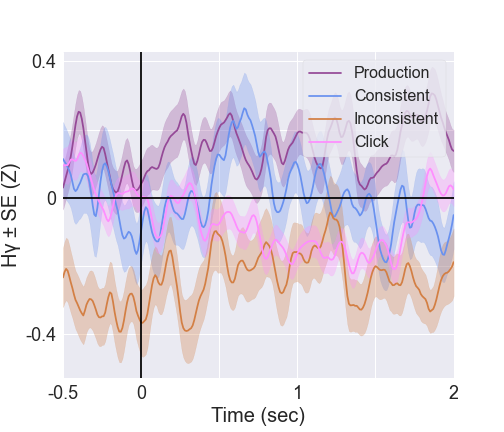 Production
Consistent
Inconsistent
Click
0.4
0
-0.4
Hγ ± SE (Z)
-0.5
0
1
2
Time (sec)